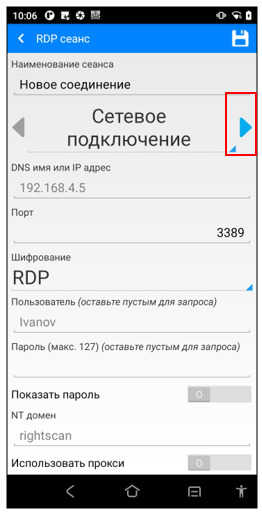 10:06
RDP сеанс
Наименование сеанса
Новое соединение
Сетевое
подключение
DNS имя или IP адрес
192.168.4.5
Порт
3389
Шифрование
RDP
Пользователь (оставьте пустым для запроса)
Ivanov
Пароль (макс. 127) (оставьте пустым для запроса)
Показать пароль
0
NT домен
rightscan
Использовать прокси
0